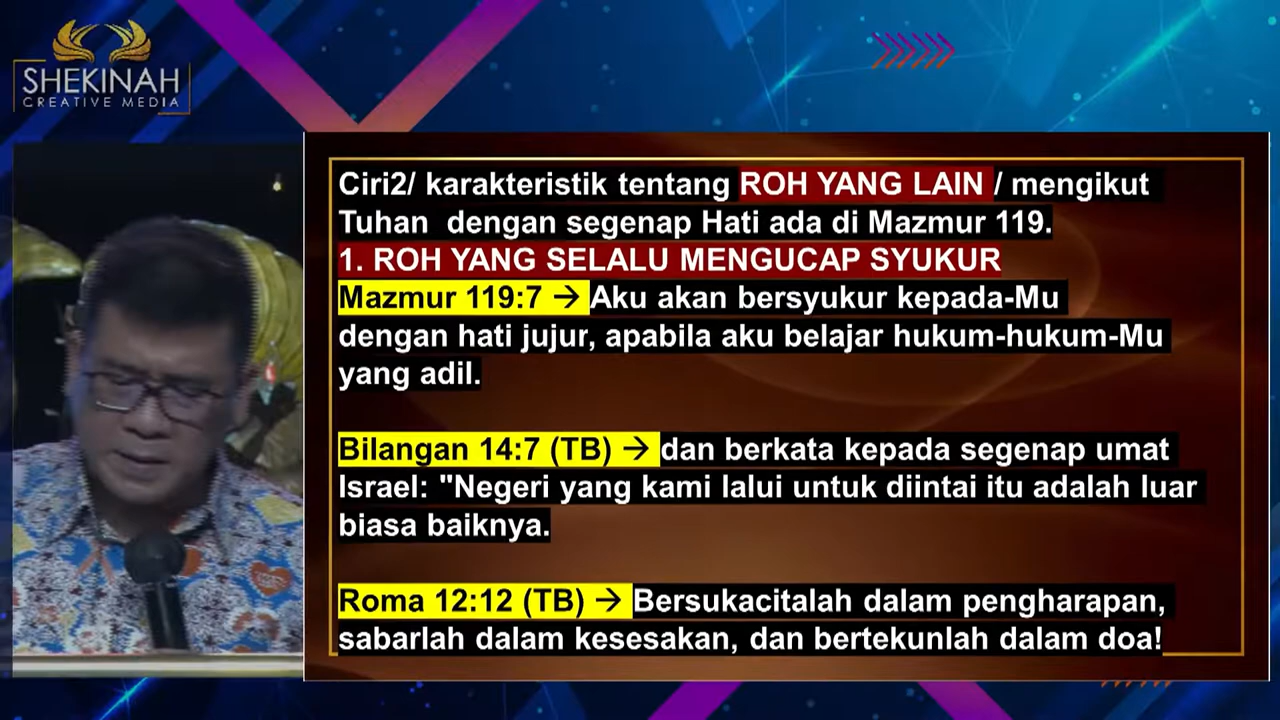 SHEKINAH
CREATIVE MEDIA
Ciri2/ karakteristik tentang ROH YANG LAIN / mengikut
Tuhan dengan segenap Hati ada di Mazmur 119.
1. ROH YANG SELALU MENGUCAP SYUKUR
Mazmur 119:7 → Aku akan bersyukur kepada-Mu
dengan hati jujur, apabila aku belajar hukum-hukum-Mu
yang adil.
Bilangan 14:7 (TB) → dan berkata kepada segenap umat
Israel: "Negeri yang kami lalui untuk diintai itu adalah luar
biasa baiknya.
Roma 12:12 (TB) → Bersukacitalah dalam pengharapan,
sabarlah dalam kesesakan, dan bertekunlah dalam doa!